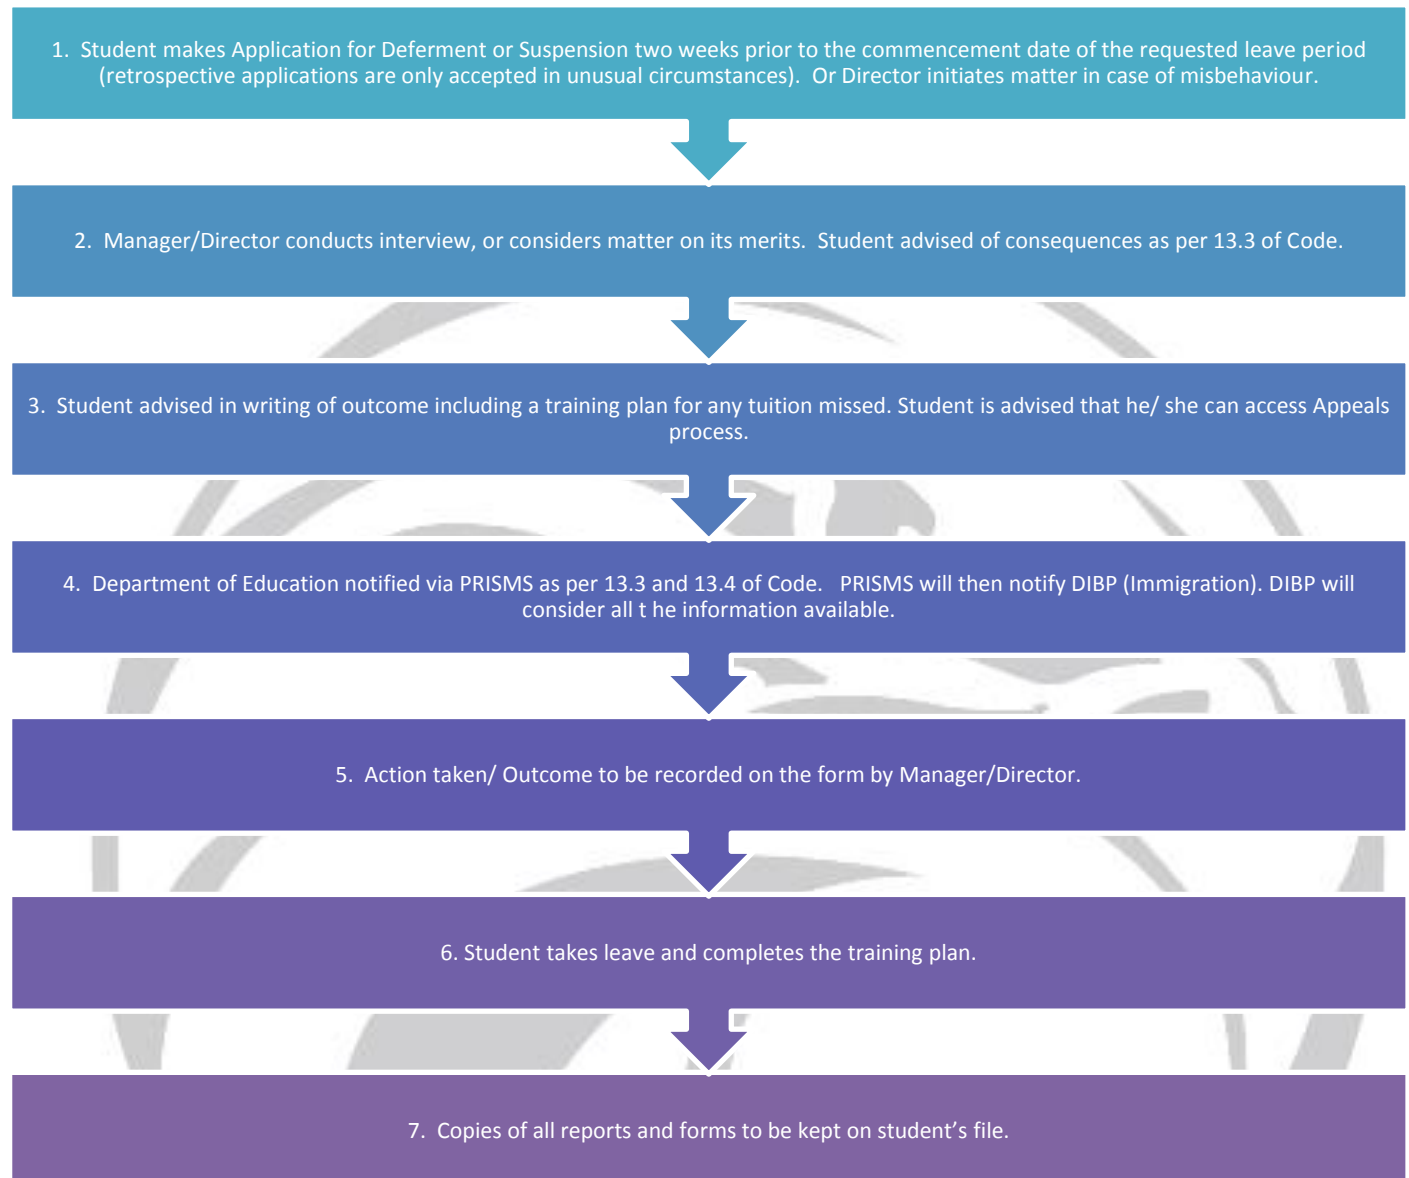 1. Student makes Application for Deferment or Suspension two weeks prior to the commencement date of the requested leave period
(retrospective applications are only accepted in unusual circumstances). Or Director initiates matter in case of misbehaviour.
2. Manager/Director conducts interview, or considers matter on its merits. Student advised of consequences as per 13.3 of Code.
3. Student advised in writing of outcome including a training plan for any tuition missed. Student is advised that he/ she can access Appeals
process.
4. Department of Education notified via PRISMS as per 13.3 and 13.4 of Code. PRISMS will then notify DIBP (Immigration). DIBP will
consider all t he information available.
5. Action taken/ Outcome to be recorded on the form by Manager/Director.
6. Student takes leave and completes the training plan.
7. Copies of all reports and forms to be kept on student’s file.